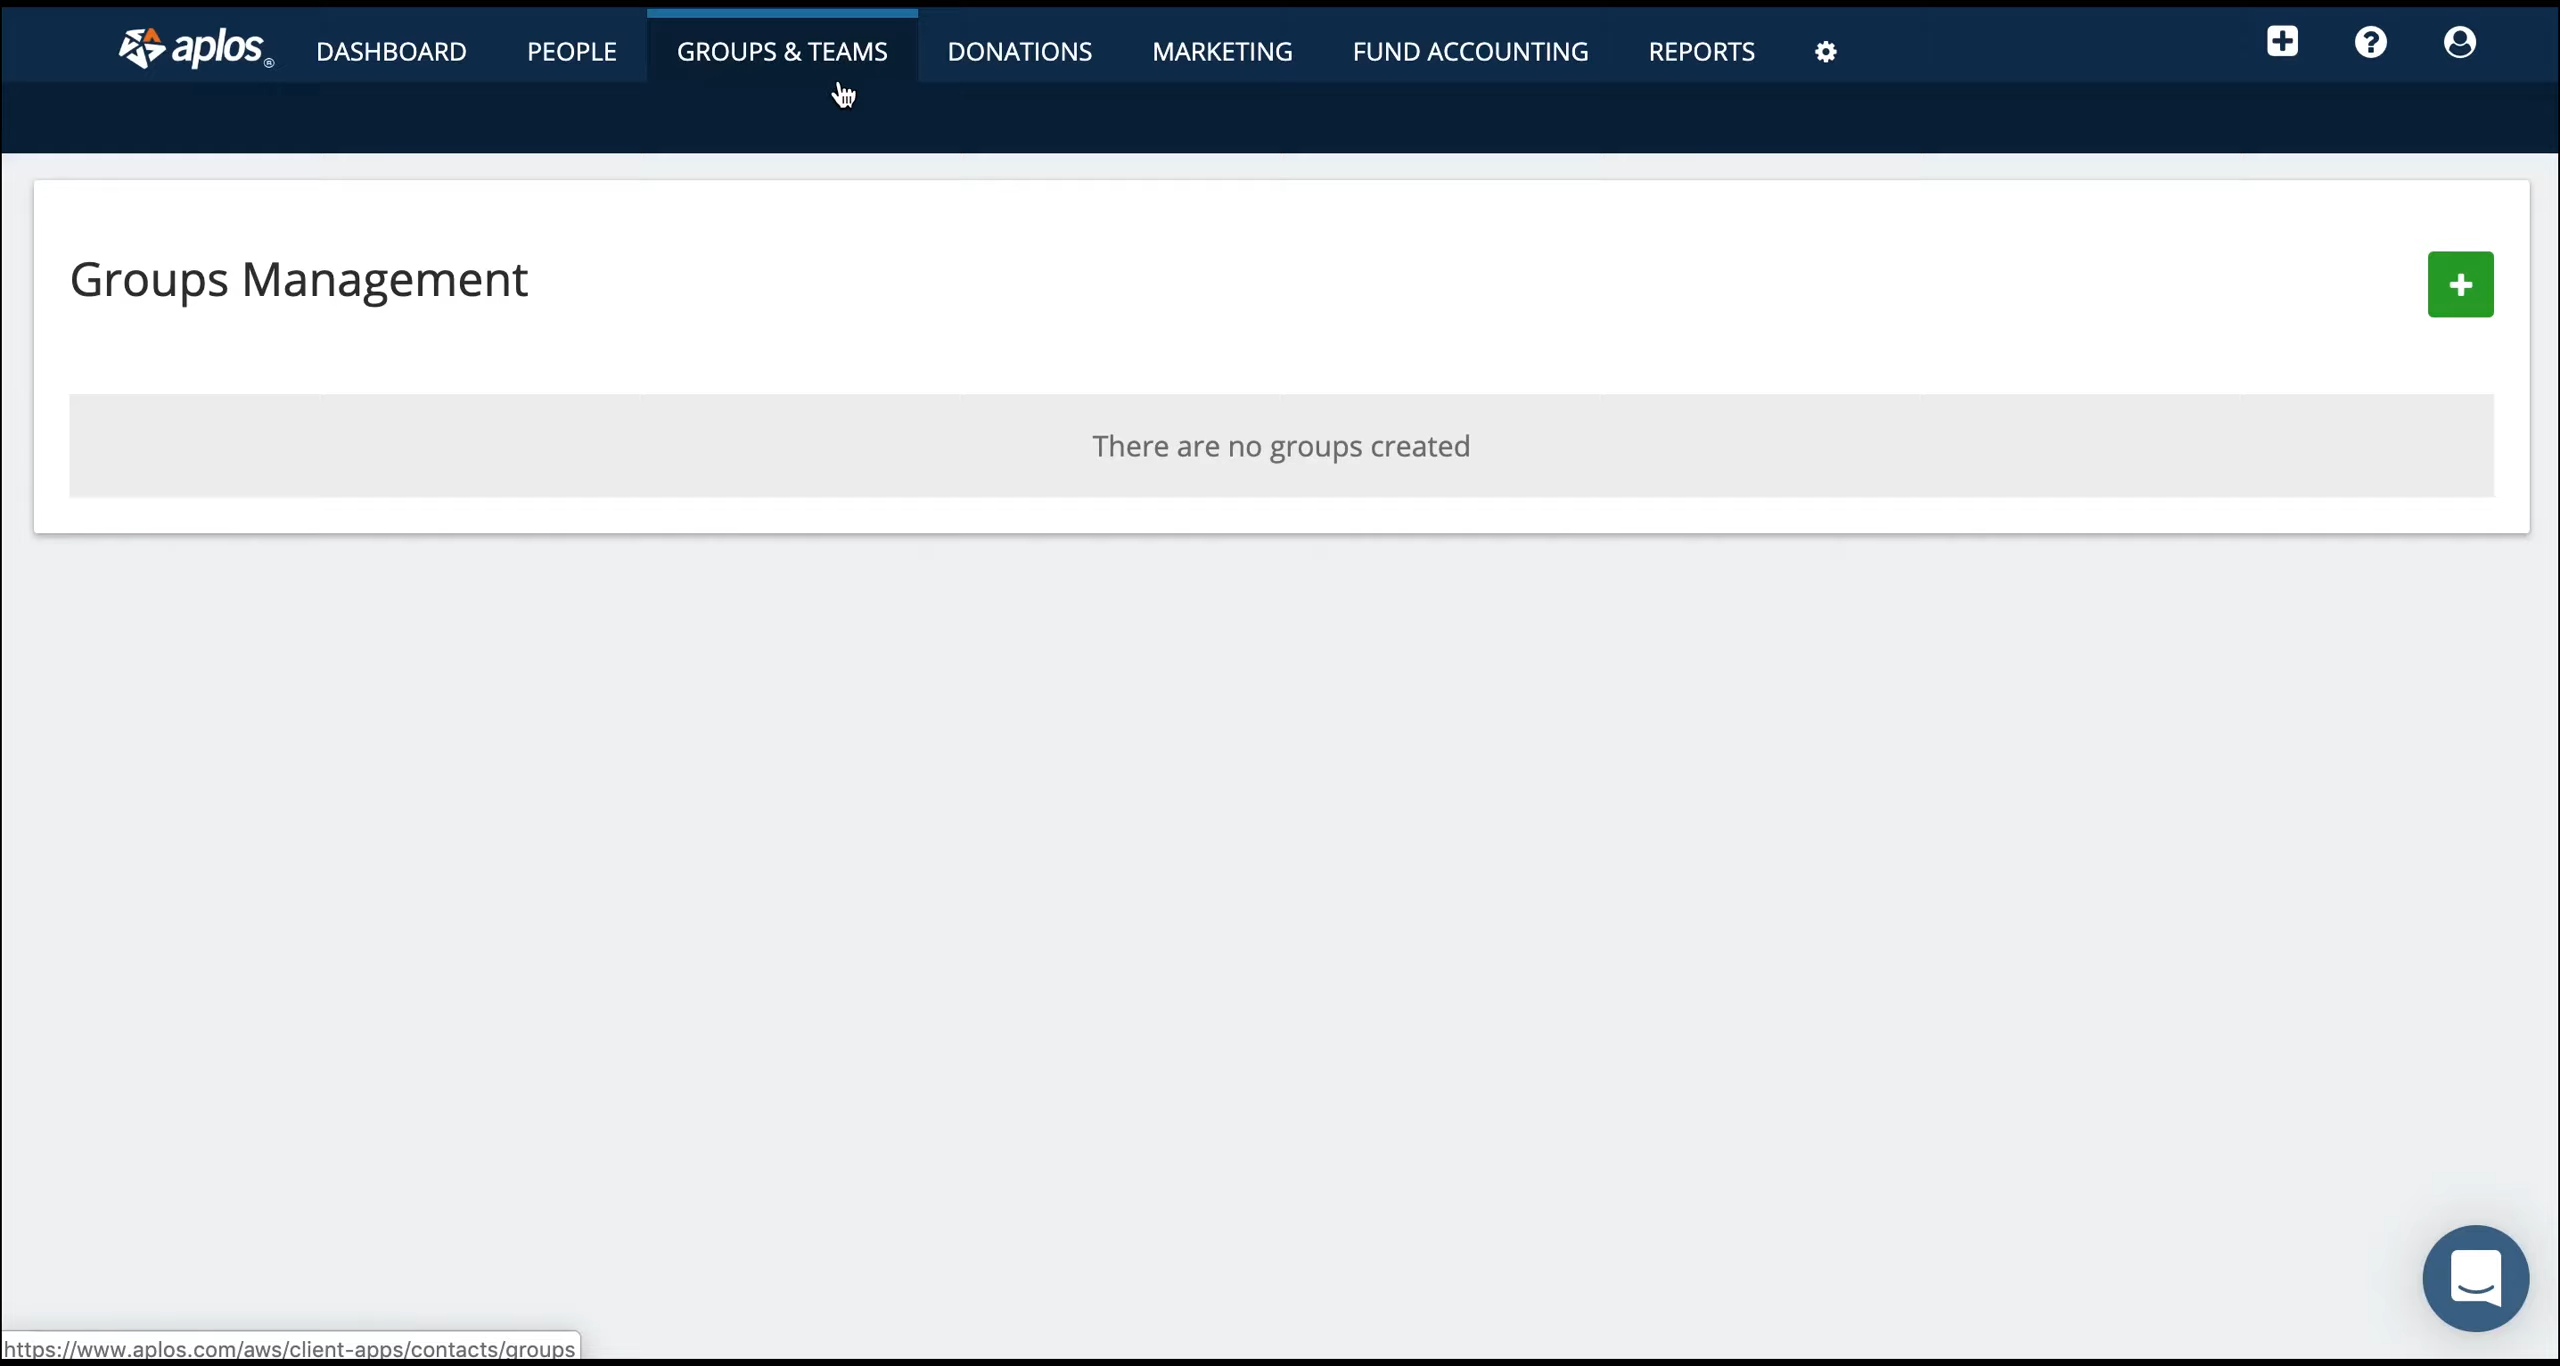 aplos® DASHBOARD PEOPLE GROUPS & TEAMS DONATIONS MARKETING FUND ACCOUNTING REPORTS
Groups Management
There are no groups created
https://www.aplos.com/aws/client-apps/contacts/groups